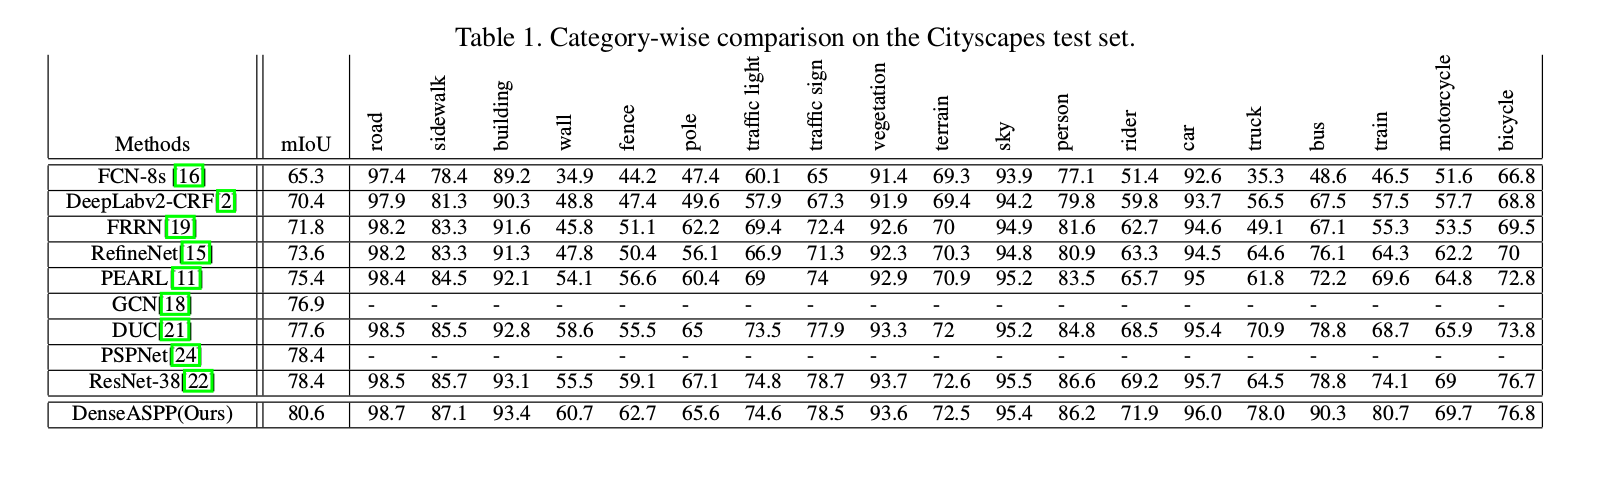 Table 1. Category-wise comparison on the Cityscapes test set.
Methods mIoU road sidewalk building wall fence pole traffic light traffic sign vegetation terrain sky person rider car truck bus train motorcycle bicycle
FCN-8s [16] 65.3 97.4 78.4 89.2 34.9 44.2 47.4 60.1 65 91.4 69.3 93.9 77.1 51.4 92.6 35.3 48.6 46.5 51.6 66.8
DeepLabv2-CRF[2] 70.4 97.9 81.3 90.3 48.8 47.4 49.6 57.9 67.3 91.9 69.4 94.2 79.8 59.8 93.7 56.5 67.5 57.5 57.7 68.8
FRRN[19] 71.8 98.2 83.3 91.6 45.8 51.1 62.2 69.4 72.4 92.6 70 94.9 81.6 62.7 94.6 49.1 67.1 55.3 53.5 69.5
RefineNet[15] 73.6 98.2 83.3 91.3 47.8 50.4 56.1 66.9 71.3 92.3 70.3 94.8 80.9 63.3 94.5 64.6 76.1 64.3 62.2 70
PEARL[11] 75.4 98.4 84.5 92.1 54.1 56.6 60.4 69 74 92.9 70.9 95.2 83.5 65.7 95 61.8 72.2 69.6 64.8 72.8
GCN[18] 76.9 - - - - - - - - - - - - - - - - - - -
DUC[21] 77.6 98.5 85.5 92.8 58.6 55.5 65 73.5 77.9 93.3 72 95.2 84.8 68.5 95.4 70.9 78.8 68.7 65.9 73.8
PSPNet[24] 78.4 - - - - - - - - - - - - - - - - - - -
ResNet-38[22] 78.4 98.5 85.7 93.1 55.5 59.1 67.1 74.8 78.7 93.7 72.6 95.5 86.6 69.2 95.7 64.5 78.8 74.1 69 76.7
DenseASPP(Ours) 80.6 98.7 87.1 93.4 60.7 62.7 65.6 74.6 78.5 93.6 72.5 95.4 86.2 71.9 96.0 78.0 90.3 80.7 69.7 76.8